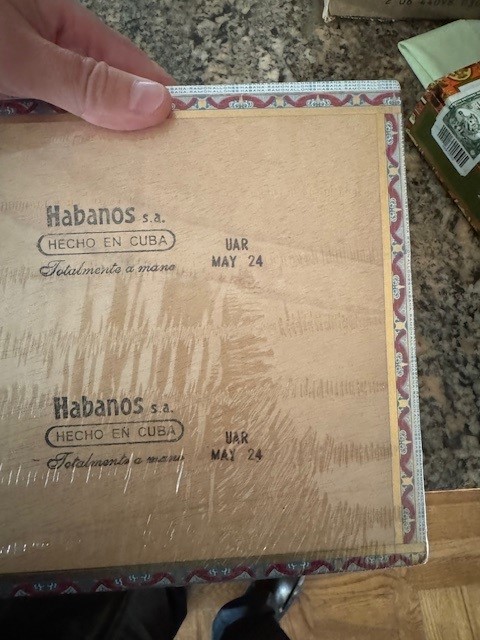 Habanos s.a.
HECHO EN CUBA
Totalmente a mano
UAR
MAY 24
Habanos s.a.
HECHO EN CUBA
Totalmente a mano
UAR
MAY 24